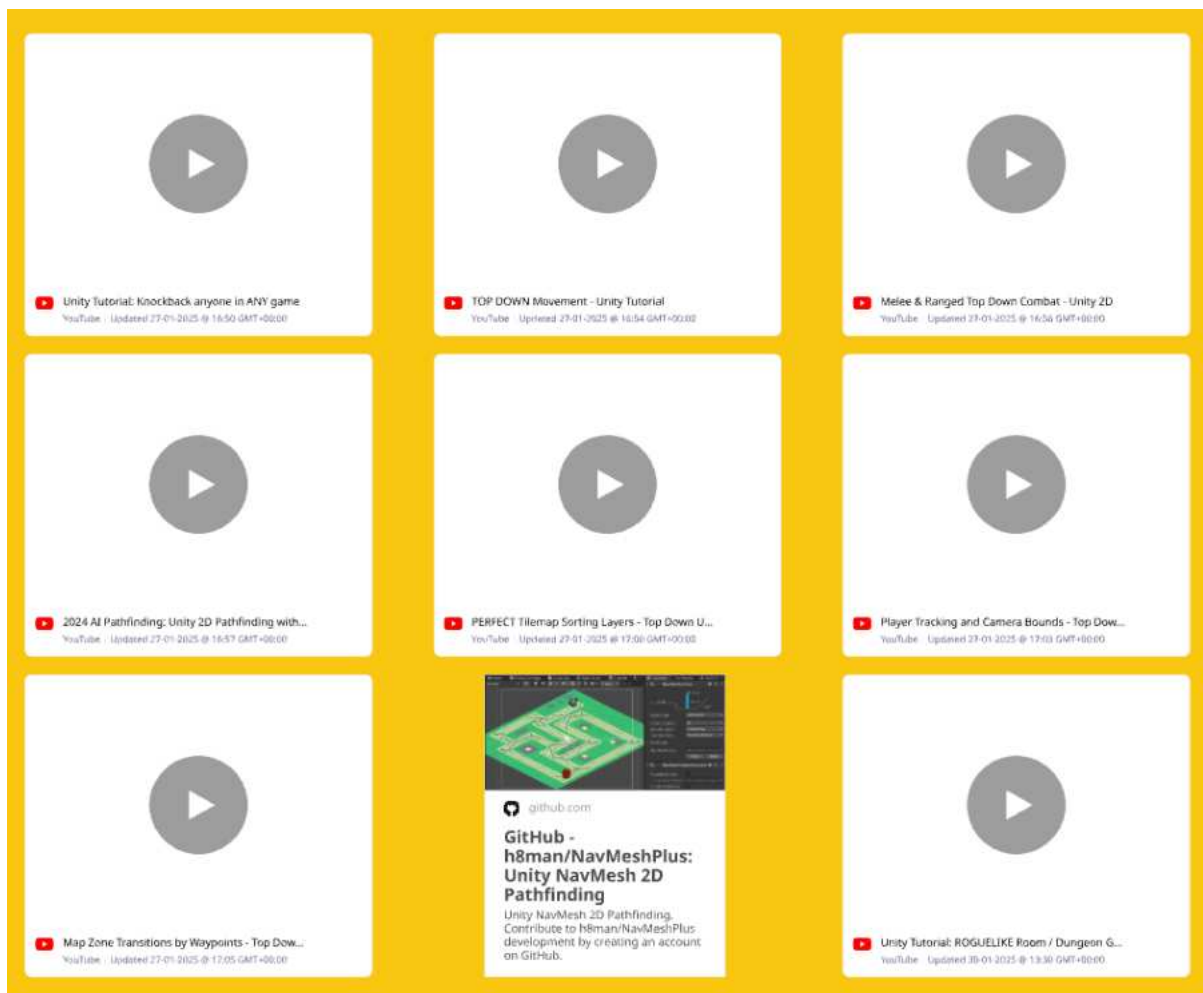 Unity Tutorial: Knockback anyone in ANY game
YouTube Updated 27-01-2025 @ 16:50 GMT+00:00
TOP DOWN Movement - Unity Tutorial
YouTube Updated 27-01-2025 @ 16:54 GMT+00:00
Melee & Ranged Top Down Combat - Unity 2D
YouTube Updated 27-01-2025 @ 16:56 GMT+00:00
2024 AI Pathfinding: Unity 2D Pathfinding with...
YouTube Updated 27-01-2025 @ 16:57 GMT+00:00
PERFECT Tilemap Sorting Layers - Top Down U...
YouTube Updated 27-01-2025 @ 17:00 GMT+00:00
Player Tracking and Camera Bounds - Top Dow...
YouTube Updated 27-01-2025 @ 17:03 GMT+00:00
Map Zone Transitions by Waypoints - Top Dow...
YouTube Updated 27-01-2025 @ 17:05 GMT+00:00
github.com
GitHub -
h8man/NavMeshPlus:
Unity NavMesh 2D
Pathfinding
Unity NavMesh 2D Pathfinding.
Contribute to h8man/NavMeshPlus
development by creating an account
on GitHub.
Unity Tutorial: ROGUELIKE Room / Dungeon G...
YouTube Updated 30-01-2025 @ 13:30 GMT+00:00